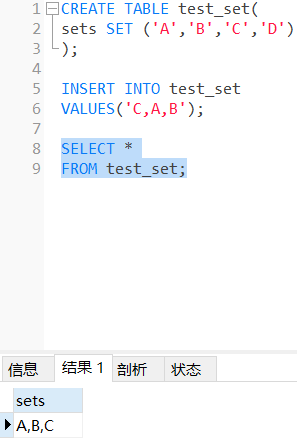 1 CREATE TABLE test_set(
2 sets SET ('A','B','C','D')
3 );
4
5 INSERT INTO test_set
6 VALUES('C,A,B');
7
8 SELECT *
9 FROM test_set;
信息 结果 1 剖析 状态
sets
A,B,C